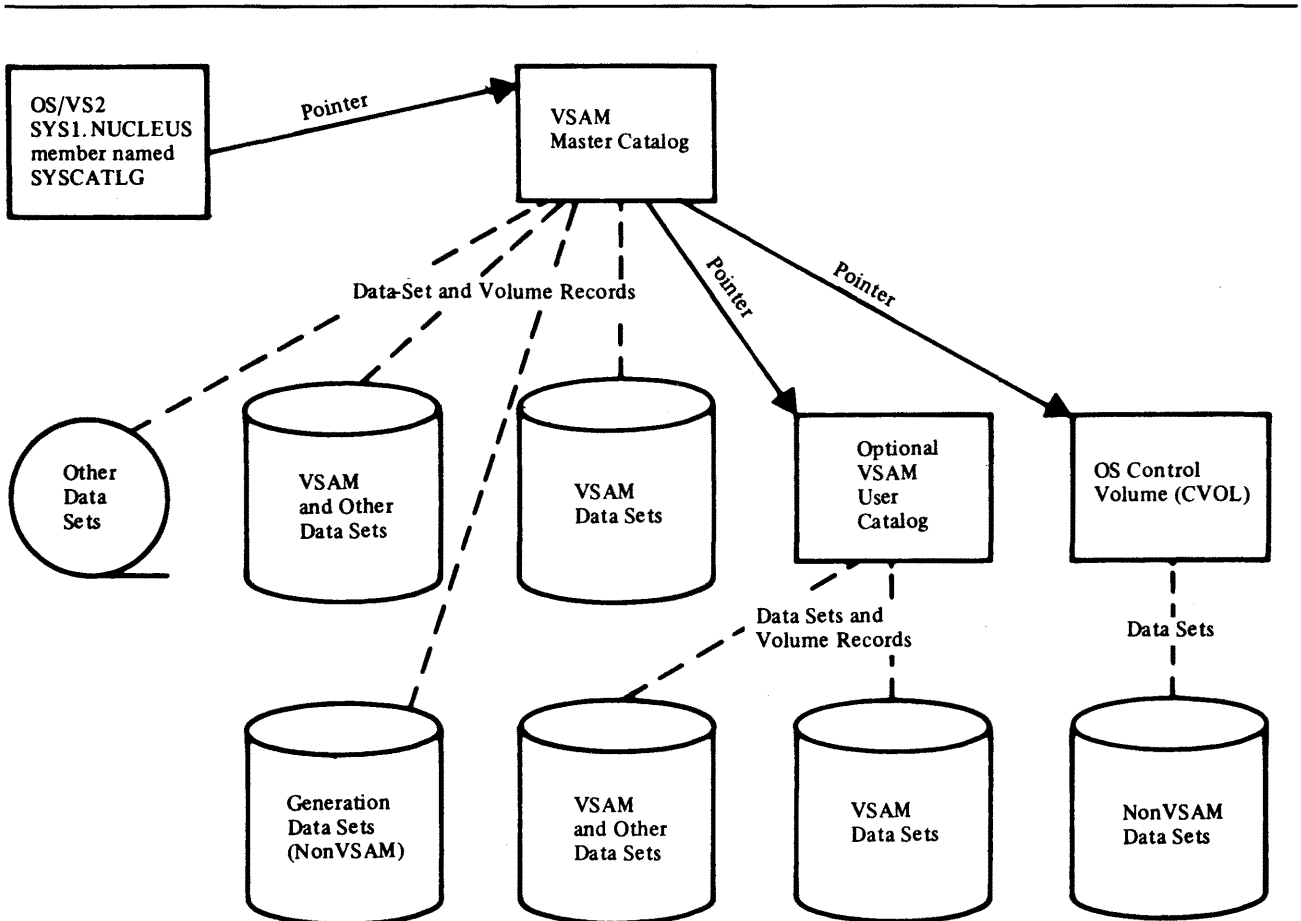 OS/VS2
SYS1.NUCLEUS
member named
SYSCATLG
Pointer
VSAM
Master Catalog
Data-Set and Volume Records
Pointer
Pointer
Other
Data
Sets
VSAM
and Other
Data Sets
VSAM
Data Sets
Optional
VSAM
User
Catalog
OS Control
Volume (CVOL)
Data Sets and
Volume Records
Data Sets
Generation
Data Sets
(NonVSAM)
VSAM
and Other
Data Sets
VSAM
Data Sets
NonVSAM
Data Sets